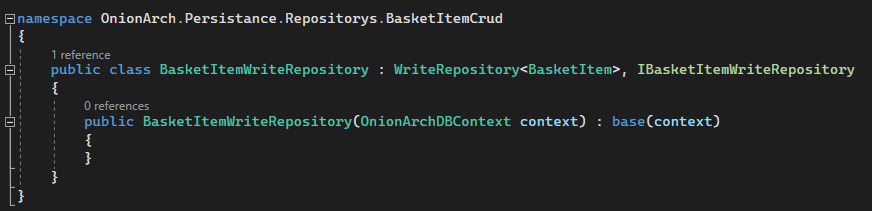 namespace OnionArch.Persistance.Repositorys.BasketItemCrud
{
1 reference
public class BasketItemWriteRepository : WriteRepository<BasketItem>, IBasketItemWriteRepository
{
0 references
public BasketItemWriteRepository(OnionArchDBContext context) : base(context)
{
}
}
}